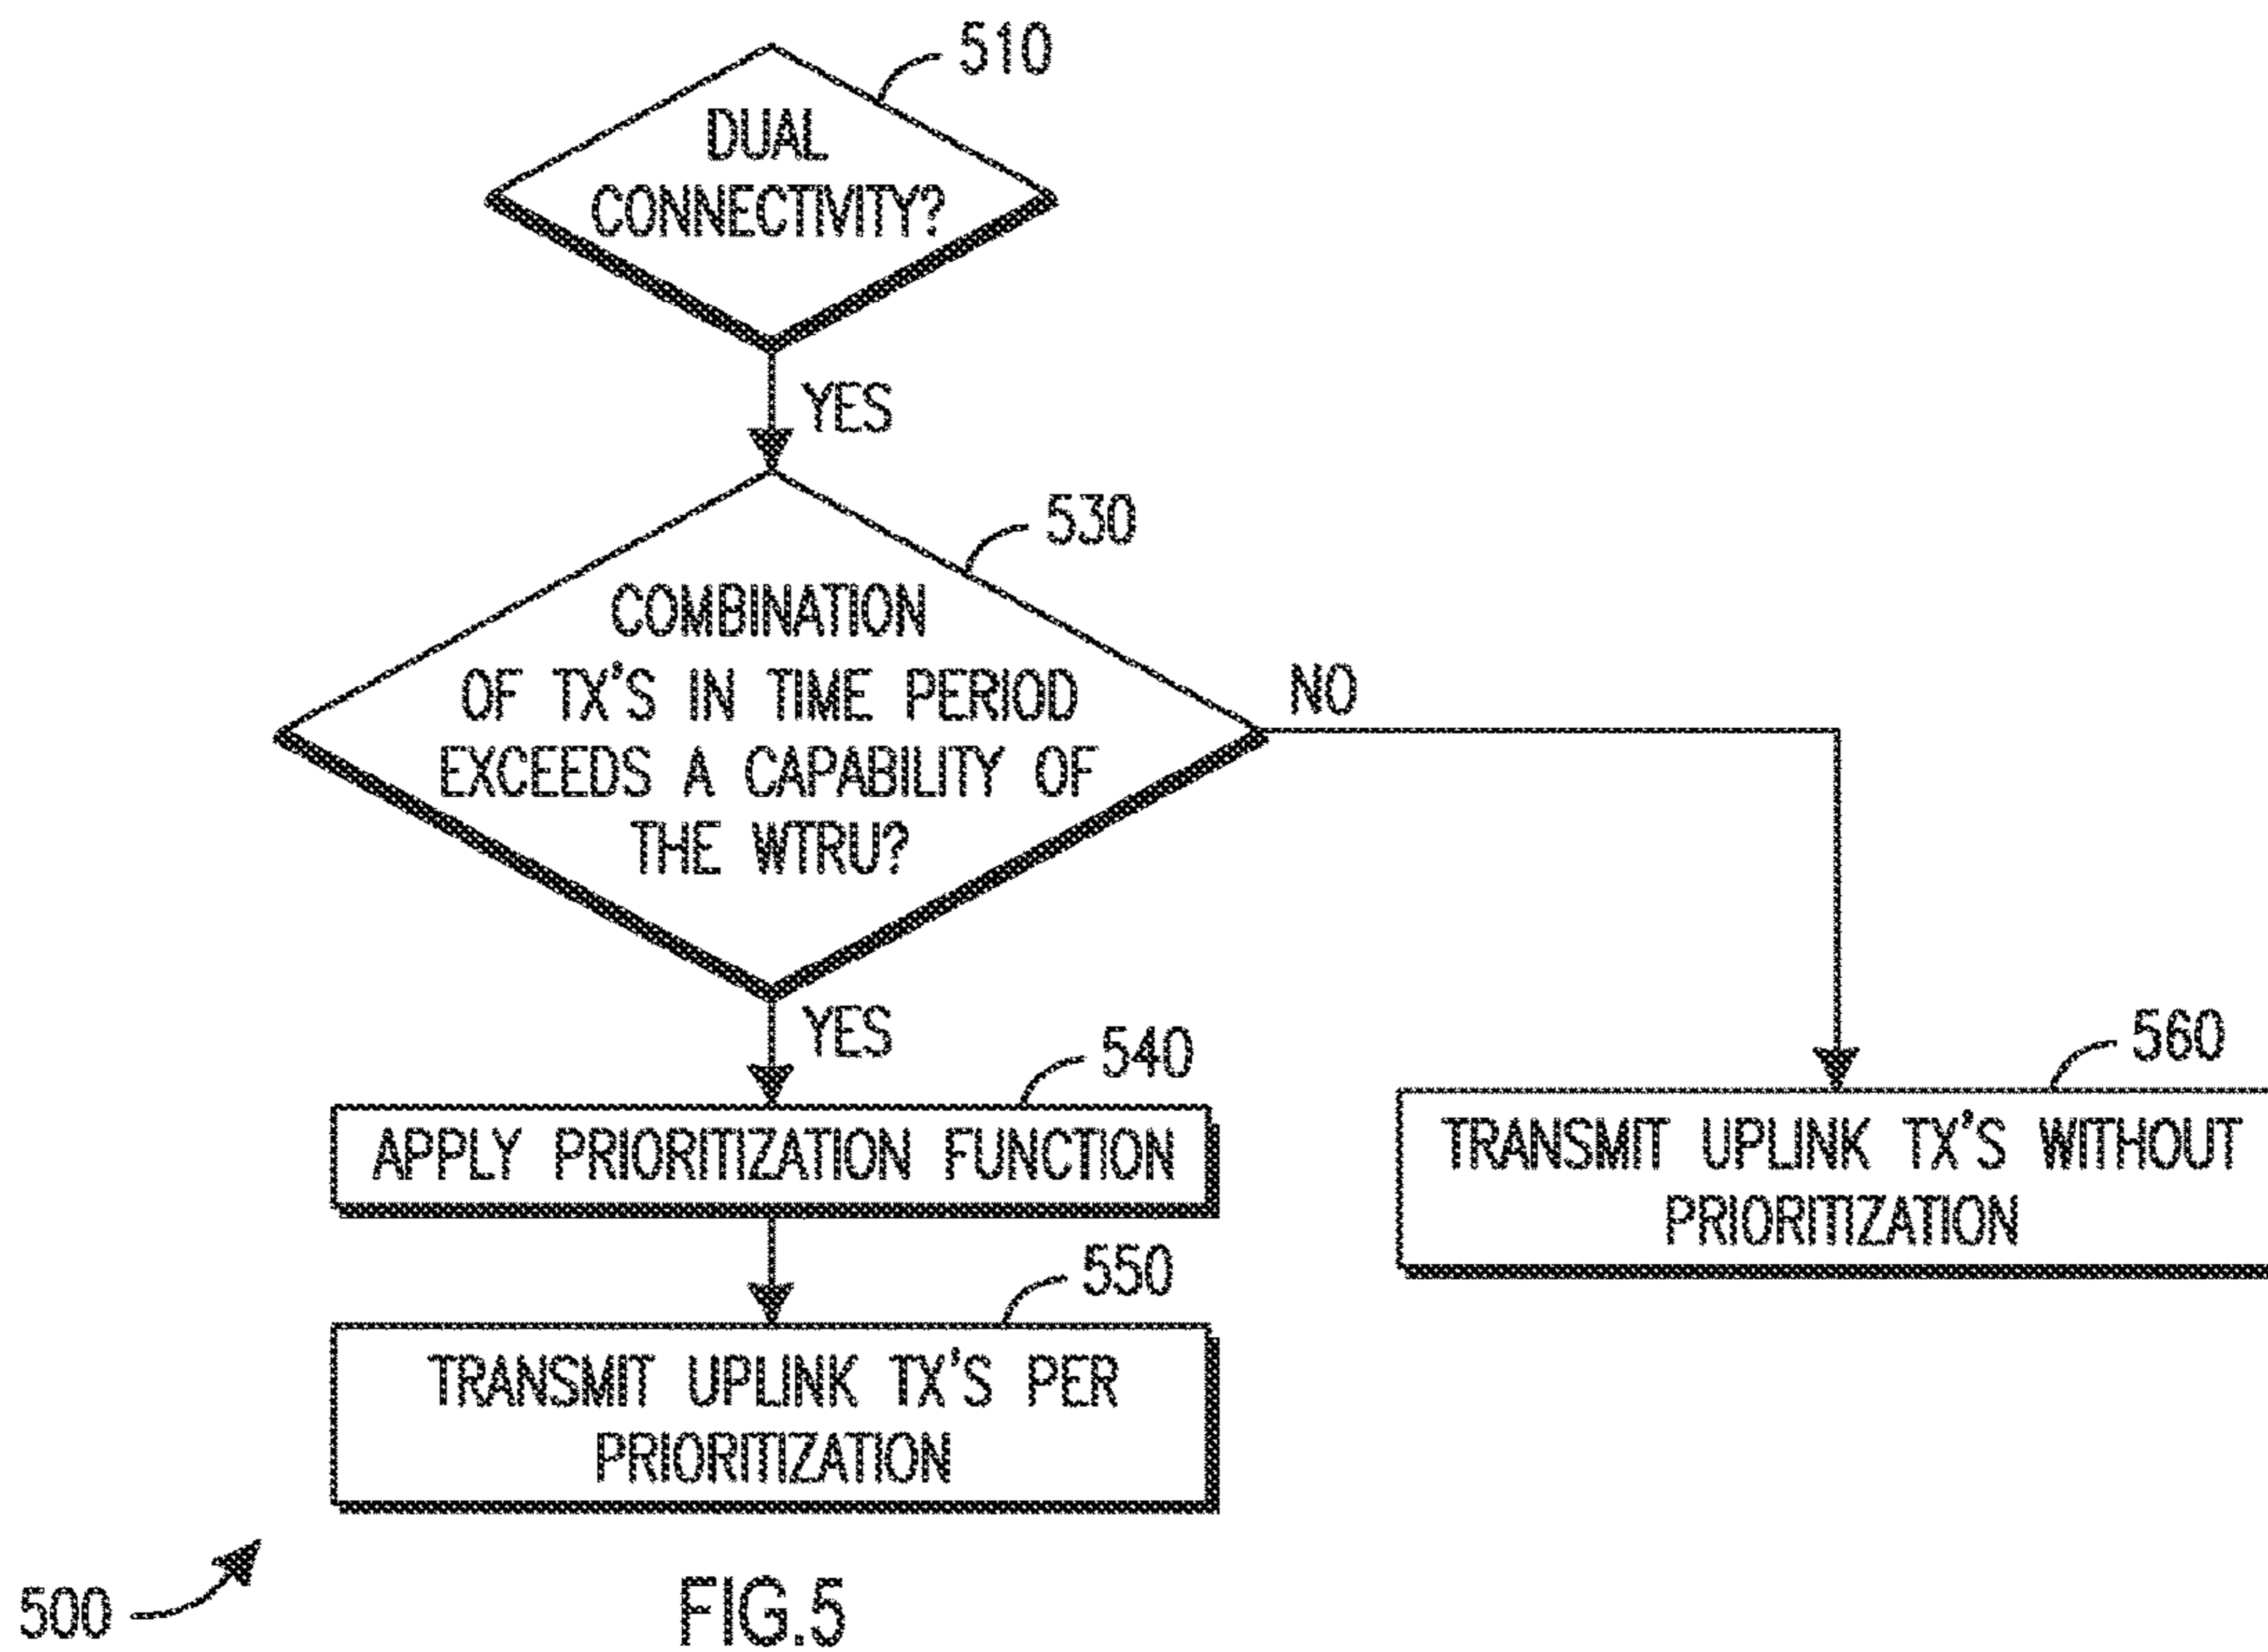 510
DUAL
CONNECTIVITY?
YES
530
COMBINATION
OF TX'S IN TIME PERIOD
EXCEEDS A CAPABILITY OF
THE WTRU?
NO
YES
540
APPLY PRIORITIZATION FUNCTION
560
TRANSMIT UPLINK TX'S WITHOUT
PRIORITIZATION
550
TRANSMIT UPLINK TX'S PER
PRIORITIZATION
500
FIG.5